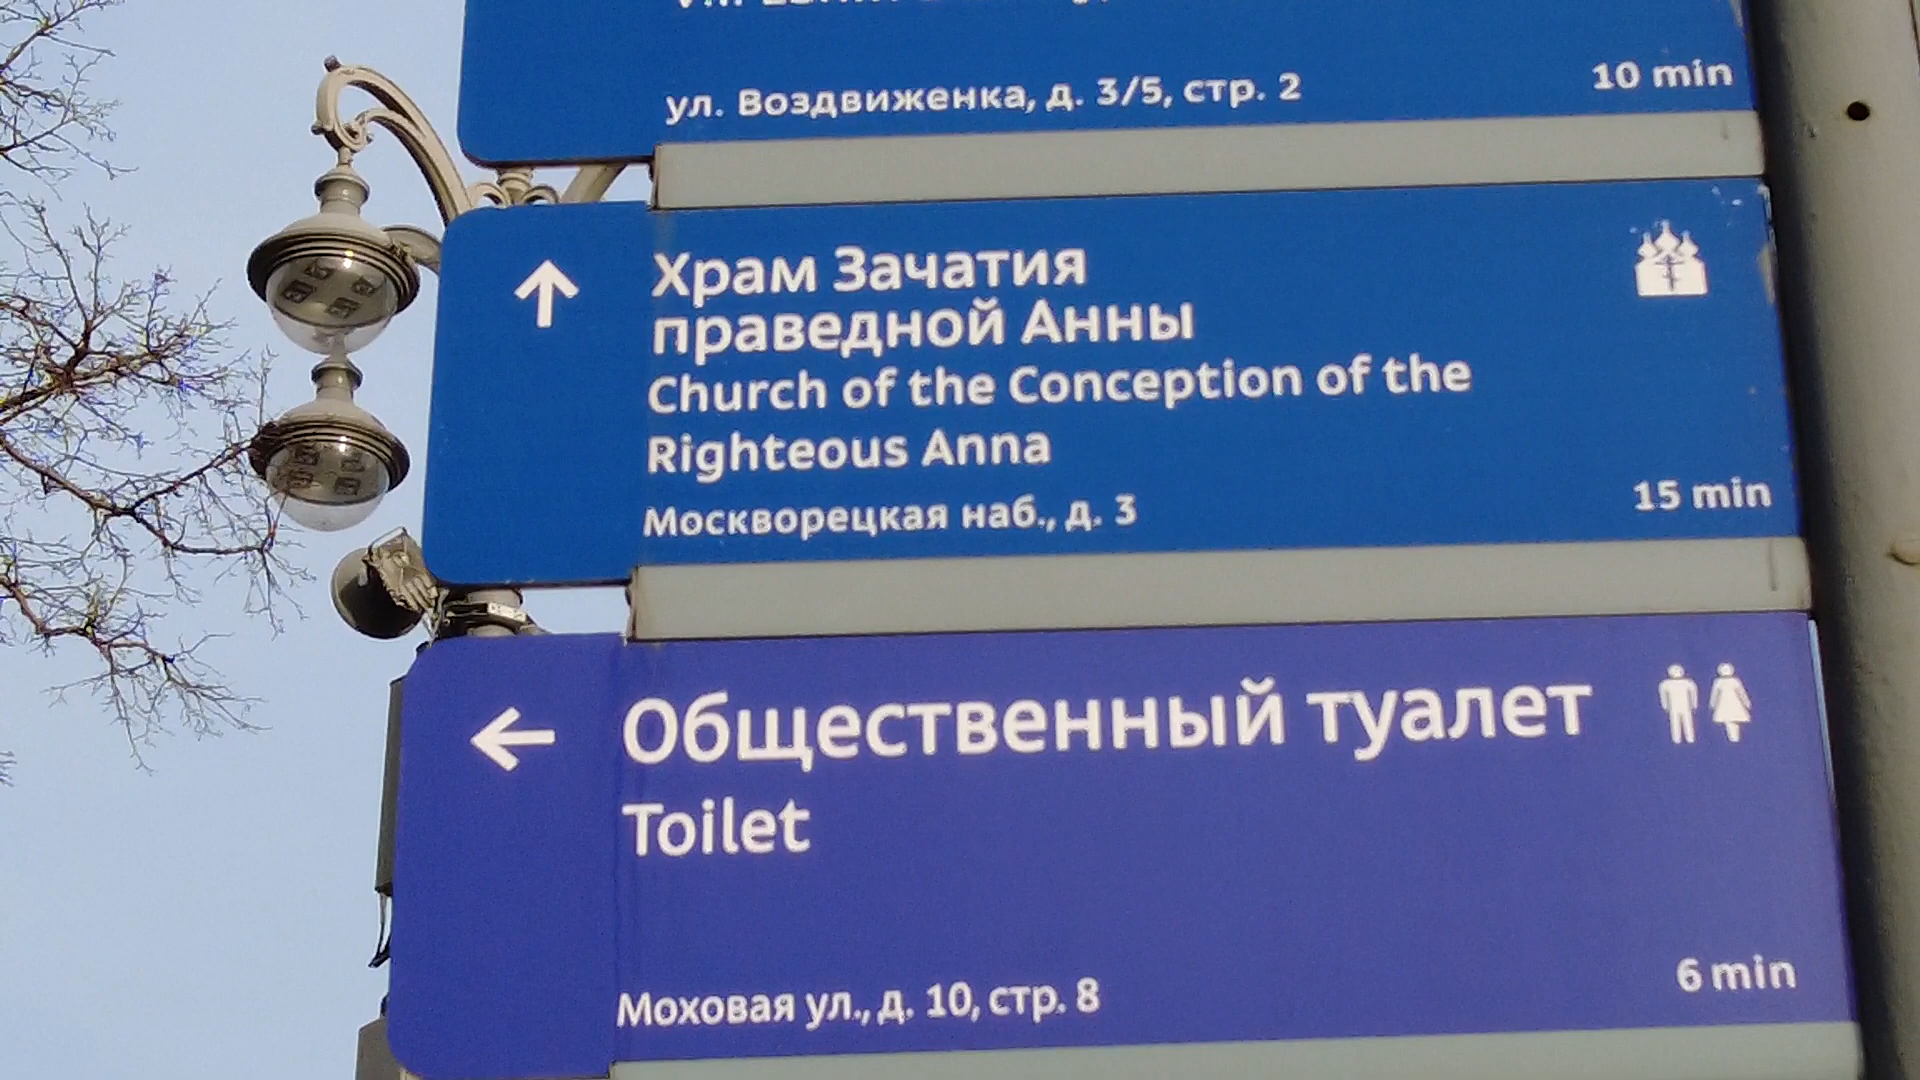 ул. Воздвиженка, д. 3/5, стр. 2
10 min
Храм Зачатия
праведной Анны
Church of the Conception of the
Righteous Anna
Москворецкая наб., д. 3
15 min
Общественный туалет
Toilet
Моховая ул., д. 10, стр. 8
6 min